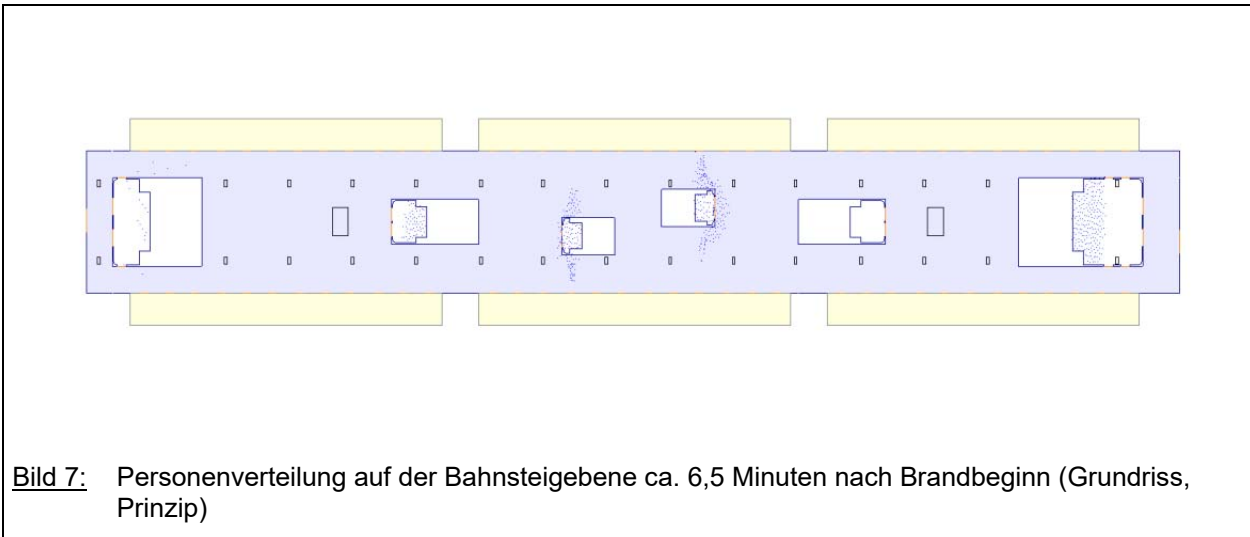 Bild 7: Personenverteilung auf der Bahnsteigebene ca. 6,5 Minuten nach Brandbeginn (Grundriss,
Prinzip)